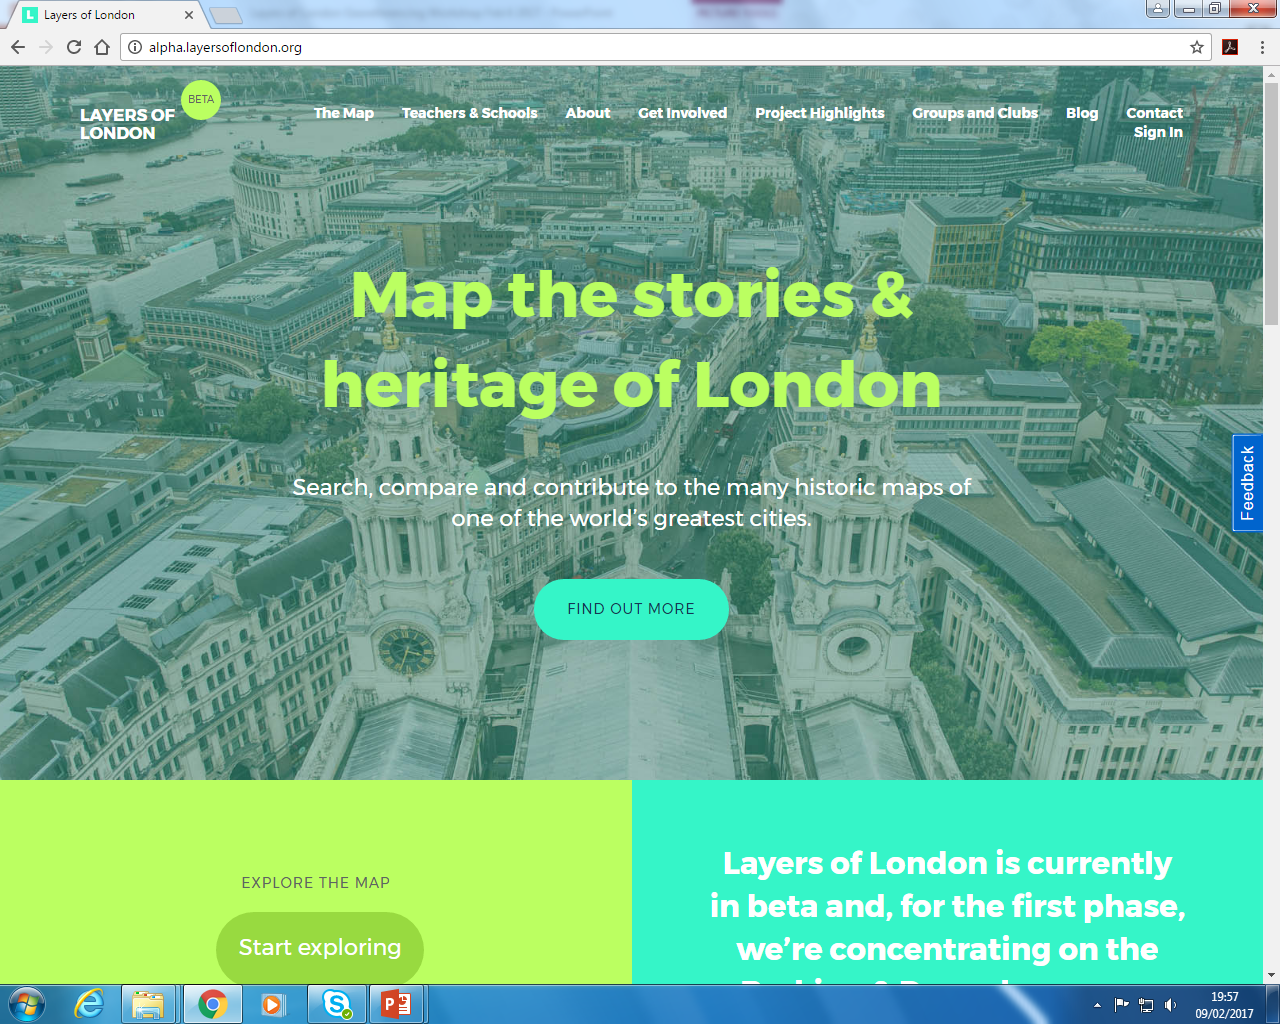 Layers of London
alpha.layersoflondon.org
LAYERS OF
LONDON
BETA
The Map
Teachers & Schools
About
Get Involved
Project Highlights
Groups and Clubs
Blog
Contact
Sign In
Map the stories &
heritage of London
Search, compare and contribute to the many historic maps of
one of the world's greatest cities.
FIND OUT MORE
Feedback
EXPLORE THE MAP
Start exploring
Layers of London is currently
in beta and, for the first phase,
we're concentrating on the
19:57
09/02/2017